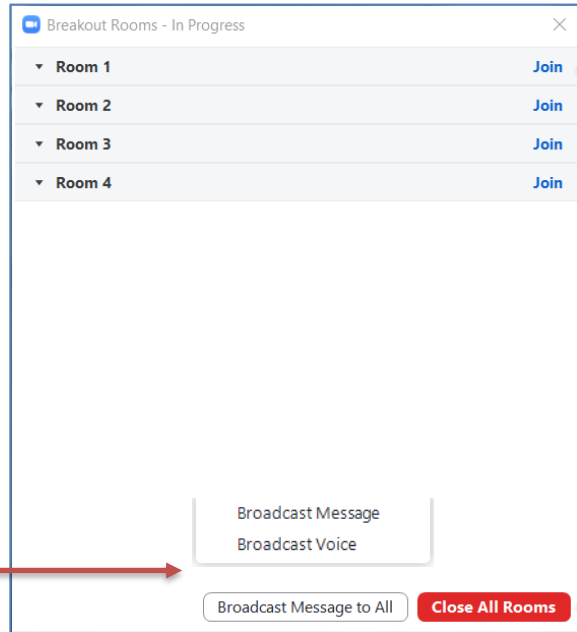 Breakout Rooms - In Progress
Room 1 Join
Room 2 Join
Room 3 Join
Room 4 Join
Broadcast Message
Broadcast Voice
Broadcast Message to All Close All Rooms